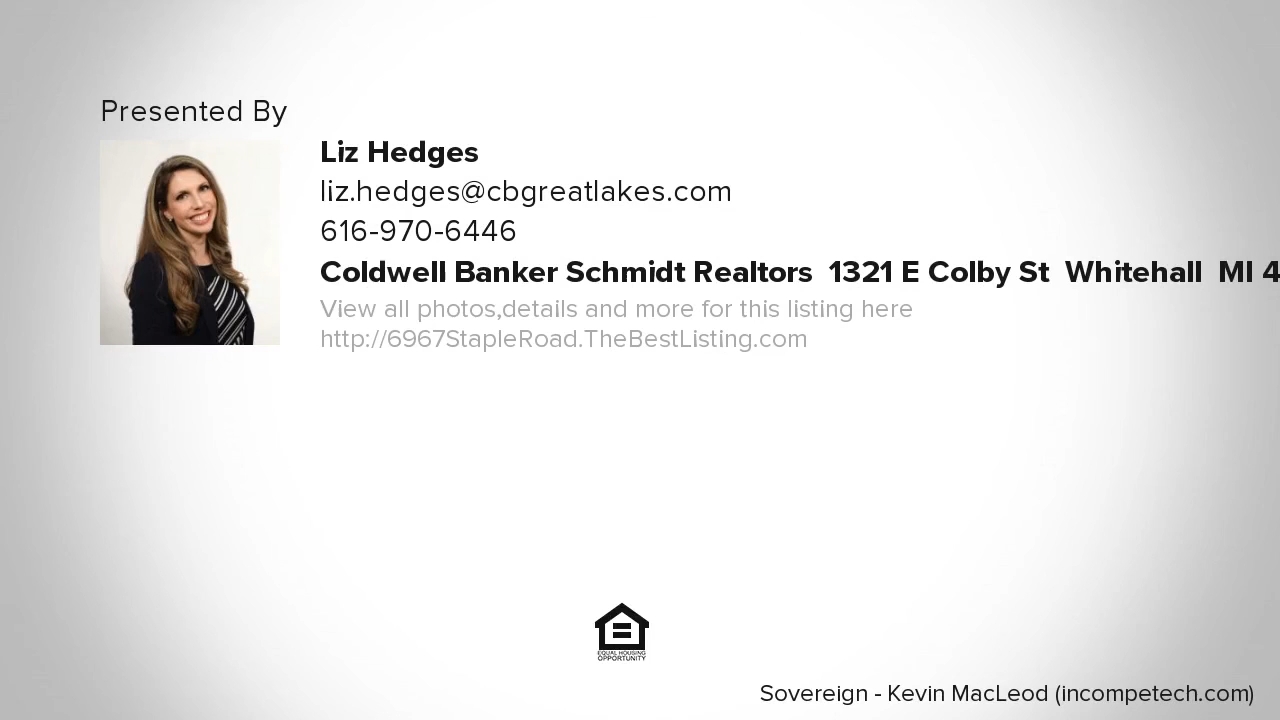 Presented By
Liz Hedges
liz.hedges@cbgreatlakes.com
616-970-6446
Coldwell Banker Schmidt Realtors 1321 E Colby St Whitehall MI 4
View all photos,details and more for this listing here
http://6967StapleRoad.TheBestListing.com
EQUAL HOUSING
OPPORTUNITY
Sovereign - Kevin MacLeod (incompetech.com)